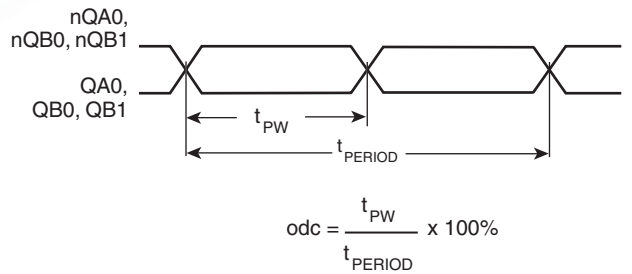 nQA0,
nQB0, nQB1
QA0,
QB0, QB1
tPW
tPERIOD
odc = tPW / tPERIOD x 100%